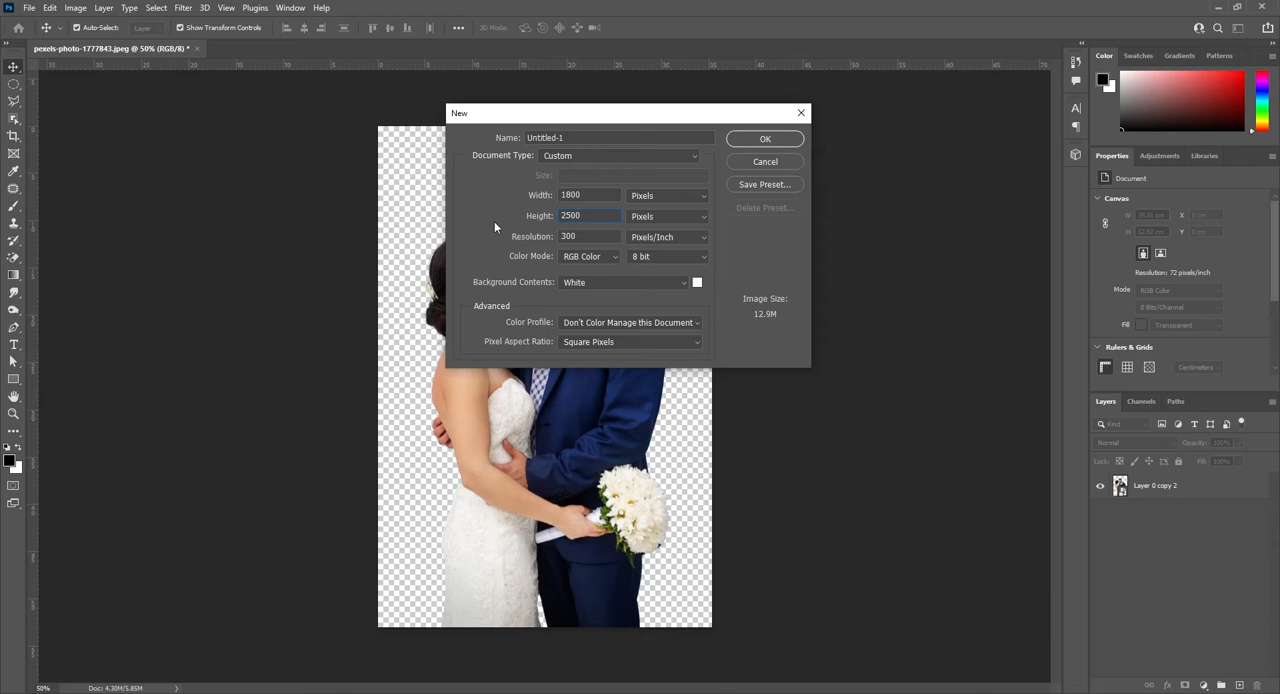 Ps File Edit Image Layer Type Select Filter 3D View Plugins Window Help
Auto-Select: Layer Show Transform Controls 3D Mode:
pexels-photo-1777843.jpeg @ 50% (RGB/8) *
New
Name: Untitled-1
OK
Document Type: Custom
Cancel
Size:
Save Preset...
Width: 1800 Pixels
Delete Preset...
Height: 2500 Pixels
Resolution: 300 Pixels/Inch
Color Mode: RGB Color 8 bit
Background Contents: White
Image Size:
12.9M
Advanced
Color Profile: Don't Color Manage this Document
Pixel Aspect Ratio: Square Pixels
Color Swatches Gradients Patterns
Properties Adjustments Libraries
Document
Canvas
W X
H Y
Resolution: 72 pixels/inch
Mode RGB Color
8 Bits/Channel
Fill Transparent
Rulers & Grids
Centimeters
Layers Channels Paths
Kind
Normal Opacity: 100%
Lock: Fill: 100%
Layer 0 copy 2
50% Doc: 4.30M/5.85M